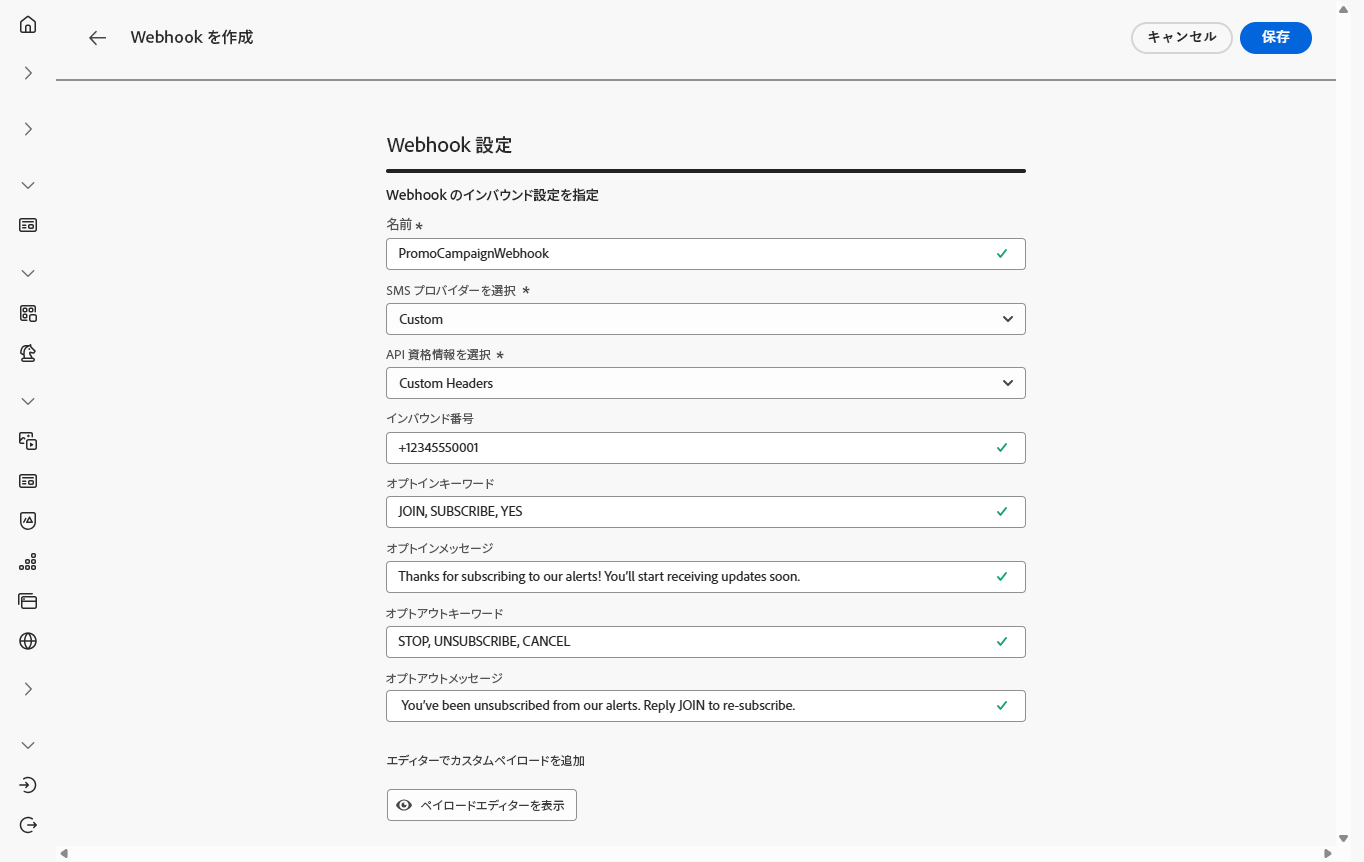 Webhook を作成
キャンセル
保存
Webhook 設定
Webhook のインバウンド設定を指定
名前 *
PromoCampaignWebhook
SMS プロバイダーを選択 *
Custom
API 資格情報を選択 *
Custom Headers
インバウンド番号
+12345550001
オプトインキーワード
JOIN, SUBSCRIBE, YES
オプトインメッセージ
Thanks for subscribing to our alerts! You’ll start receiving updates soon.
オプトアウトキーワード
STOP, UNSUBSCRIBE, CANCEL
オプトアウトメッセージ
You’ve been unsubscribed from our alerts. Reply JOIN to re-subscribe.
エディターでカスタムペイロードを追加
ペイロードエディターを表示